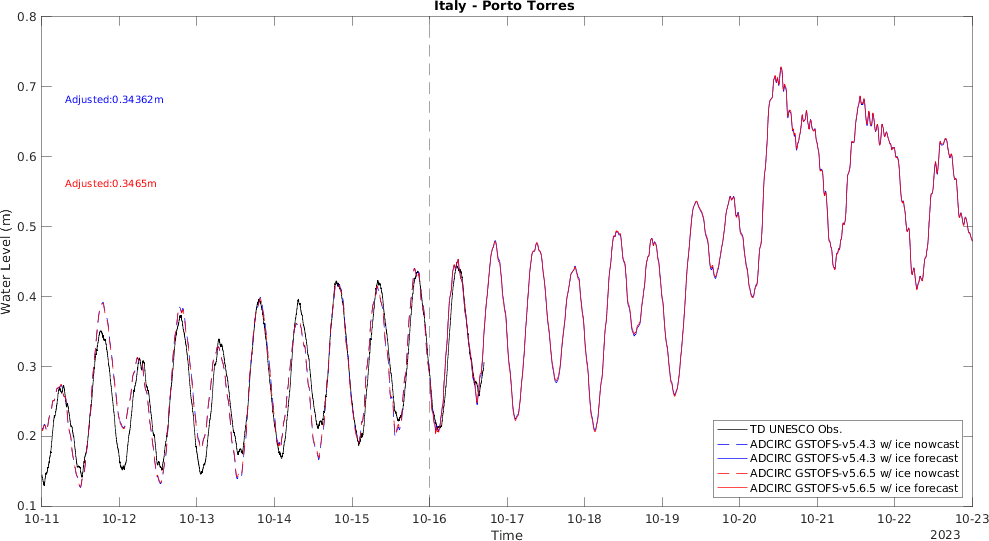 Italy - Porto Torres
0.8
0.7
0.6
0.5
0.4
0.3
0.2
0.1
Water Level (m)
Adjusted:0.34362m
Adjusted:0.3465m
TD UNESCO Obs.
ADCIRC GSTOFS-v5.4.3 w/ ice nowcast
ADCIRC GSTOFS-v5.4.3 w/ ice forecast
ADCIRC GSTOFS-v5.6.5 w/ ice nowcast
ADCIRC GSTOFS-v5.6.5 w/ ice forecast
10-11 10-12 10-13 10-14 10-15 10-16 10-17 10-18 10-19 10-20 10-21 10-22 10-23
Time
2023